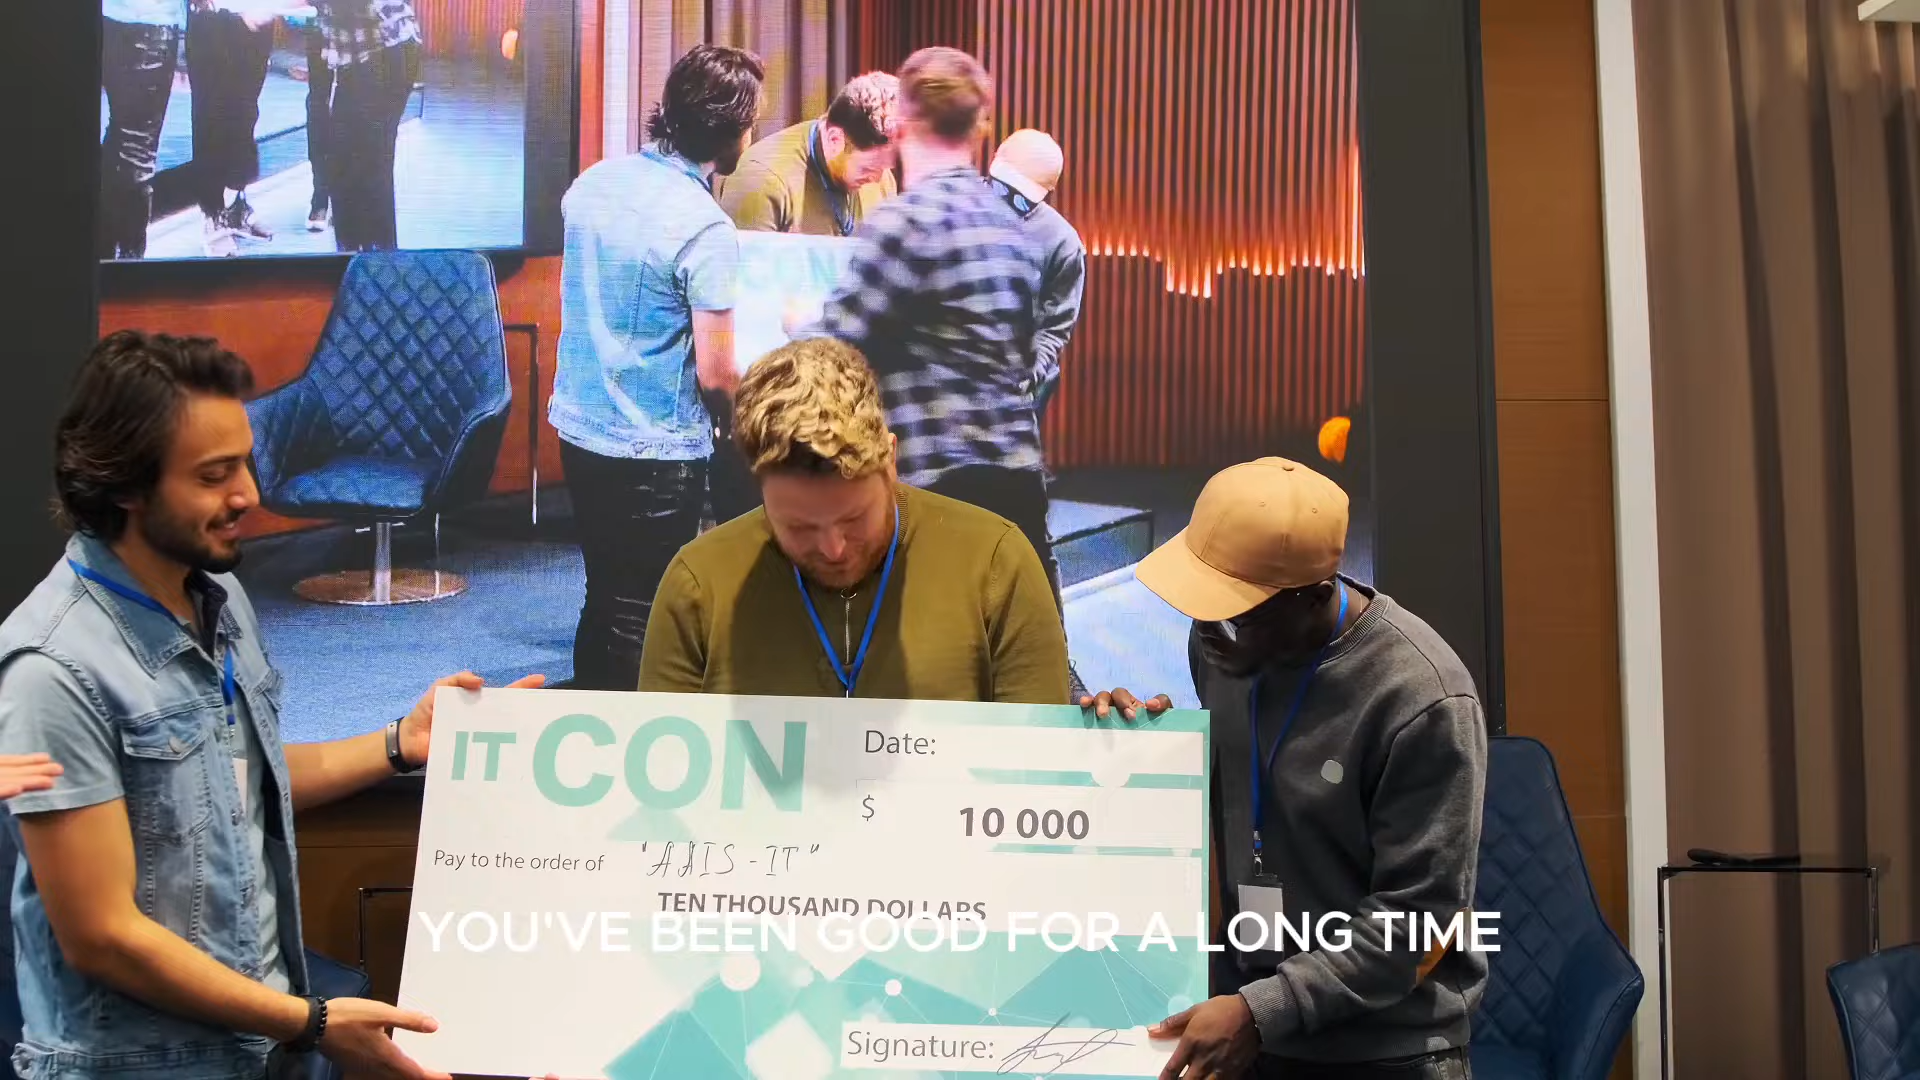 IT CON
Date:
$ 10 000
Pay to the order of "AAIS-IT"
TEN THOUSAND DOLLARS
YOU'VE BEEN GOOD FOR A LONG TIME
Signature: